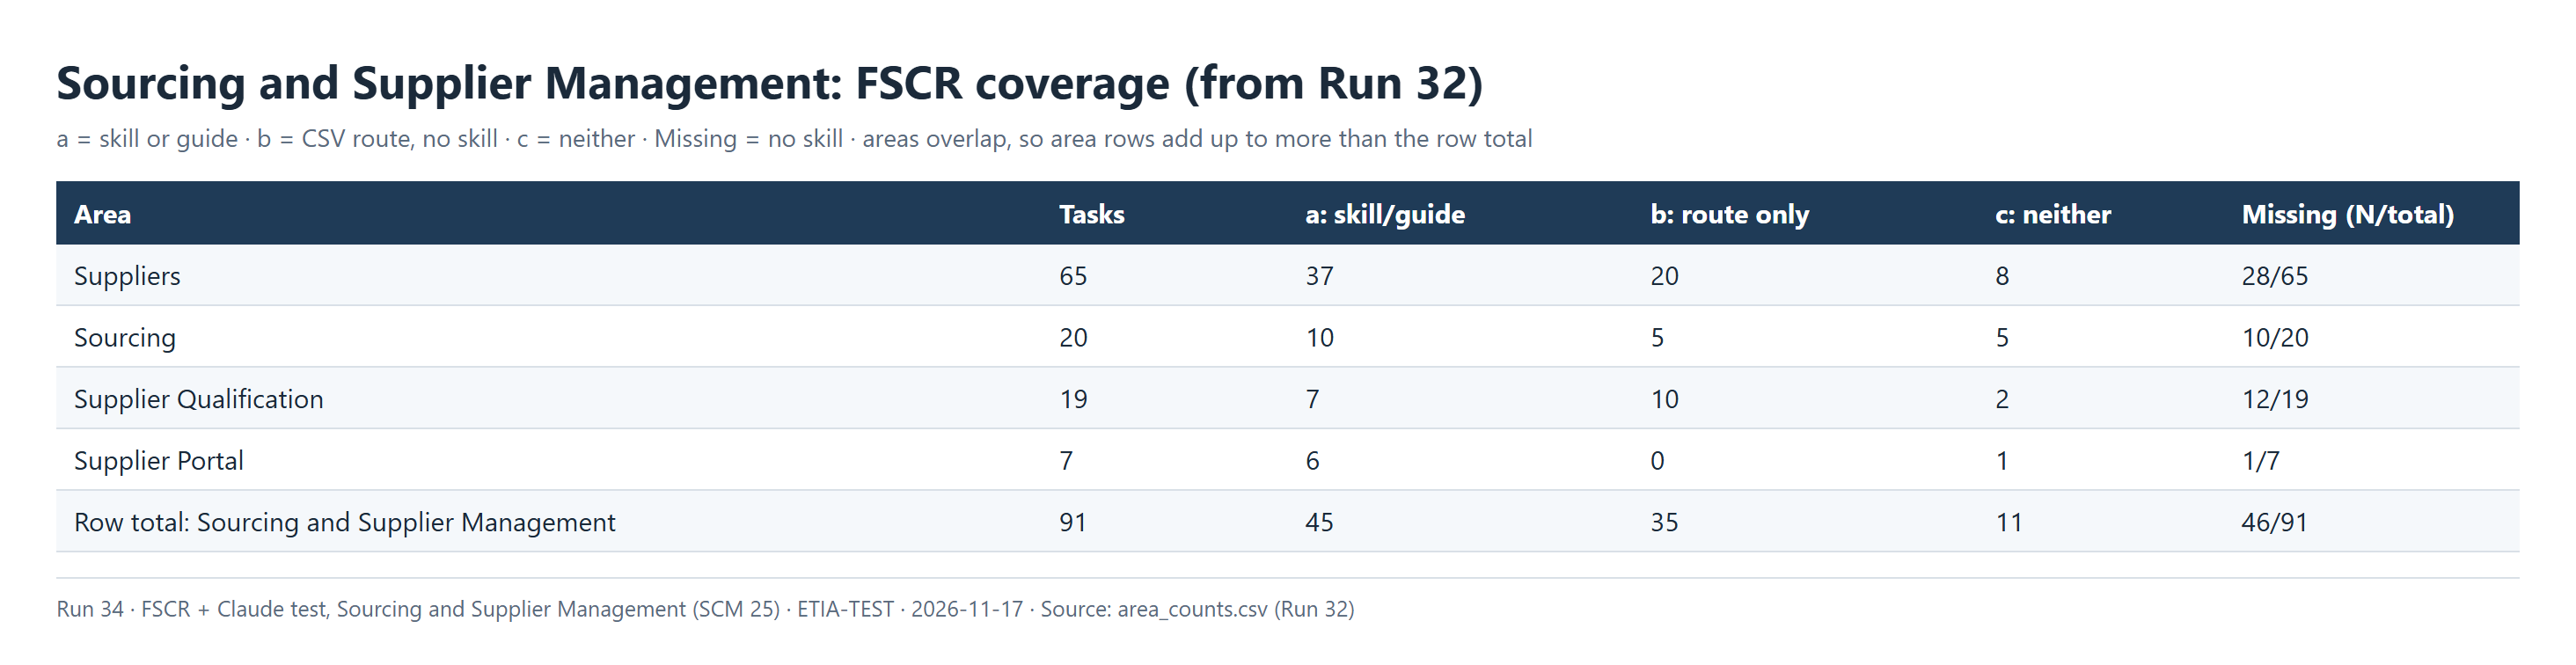 Sourcing and Supplier Management: FSCR coverage (from Run 32)
a = skill or guide · b = CSV route, no skill · c = neither · Missing = no skill · areas overlap, so area rows add up to more than the row total
Area Tasks a: skill/guide b: route only c: neither Missing (N/total)
Suppliers 65 37 20 8 28/65
Sourcing 20 10 5 5 10/20
Supplier Qualification 19 7 10 2 12/19
Supplier Portal 7 6 0 1 1/7
Row total: Sourcing and Supplier Management 91 45 35 11 46/91
Run 34 · FSCR + Claude test, Sourcing and Supplier Management (SCM 25) · ETIA-TEST · 2026-11-17 · Source: area_counts.csv (Run 32)